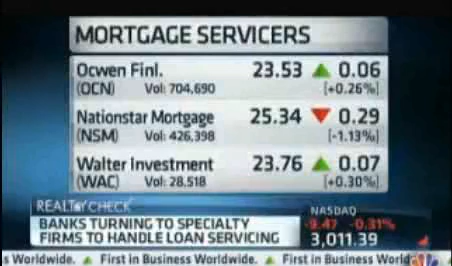 MORTGAGE SERVICERS
Ocwen Finl. 23.53 ▲ 0.06
(OCN) Vol: 704,690 [+0.26%]
Nationstar Mortgage 25.34 ▼ 0.29
(NSM) Vol: 426,398 [-1.13%]
Walter Investment 23.76 ▲ 0.07
(WAC) Vol: 28,518 [+0.30%]
REALTY CHECK
BANKS TURNING TO SPECIALTY
FIRMS TO HANDLE LOAN SERVICING
NASDAQ
-9.47 -0.31%
3,011.39
s Worldwide. ▲ First in Business Worldwide. ▲ First in Business World